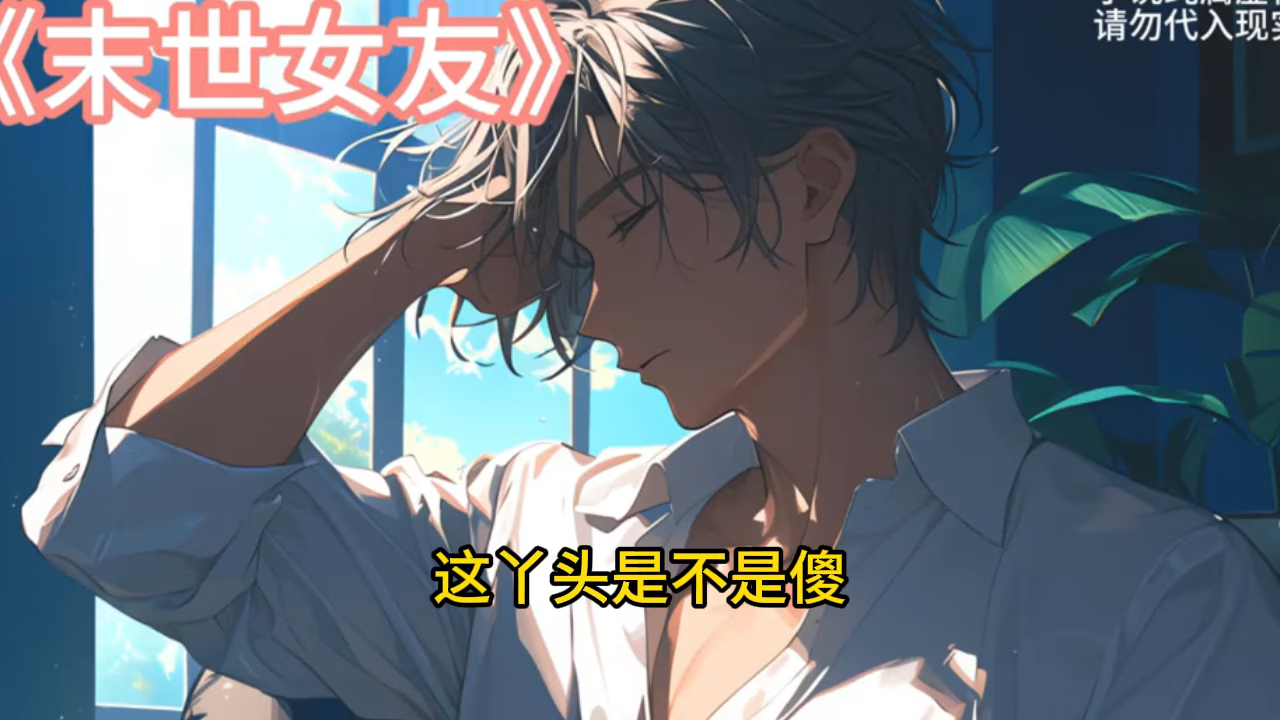 《末世女友》
请勿代入现实
这丫头是不是傻